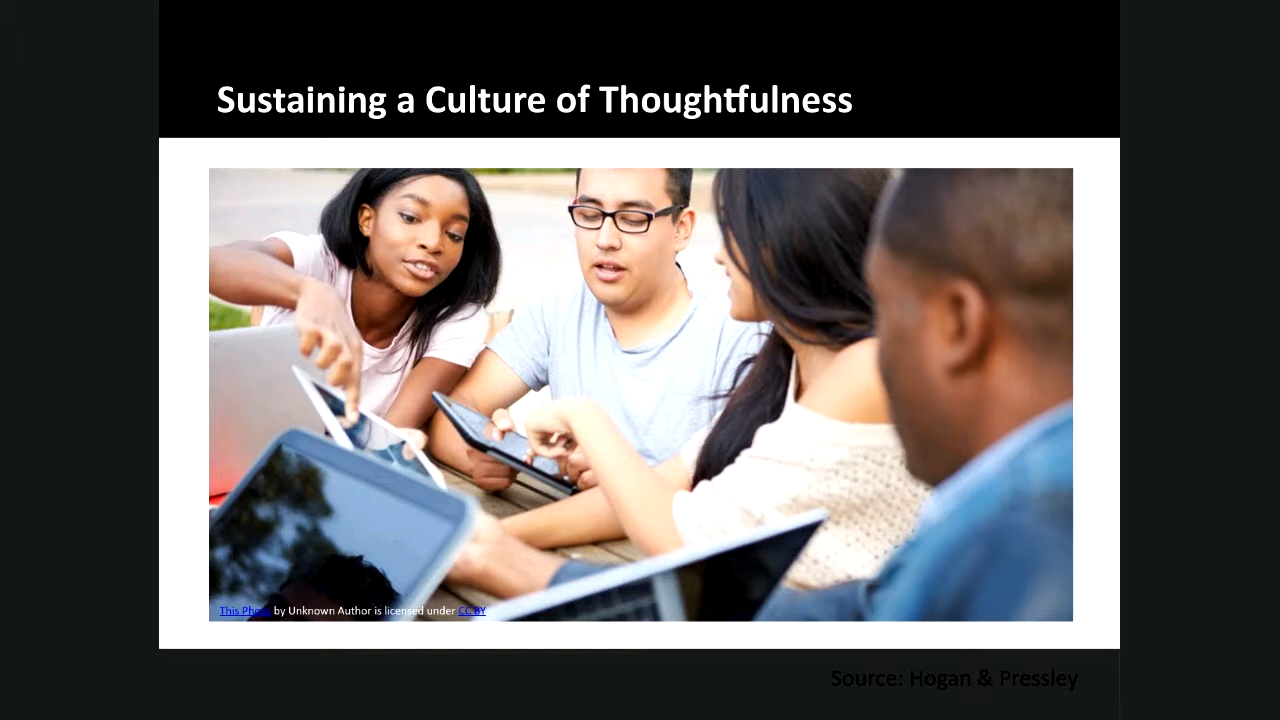 Sustaining a Culture of Thoughtfulness
This Photo by Unknown Author is licensed under CC BY
Source: Hogan & Pressley